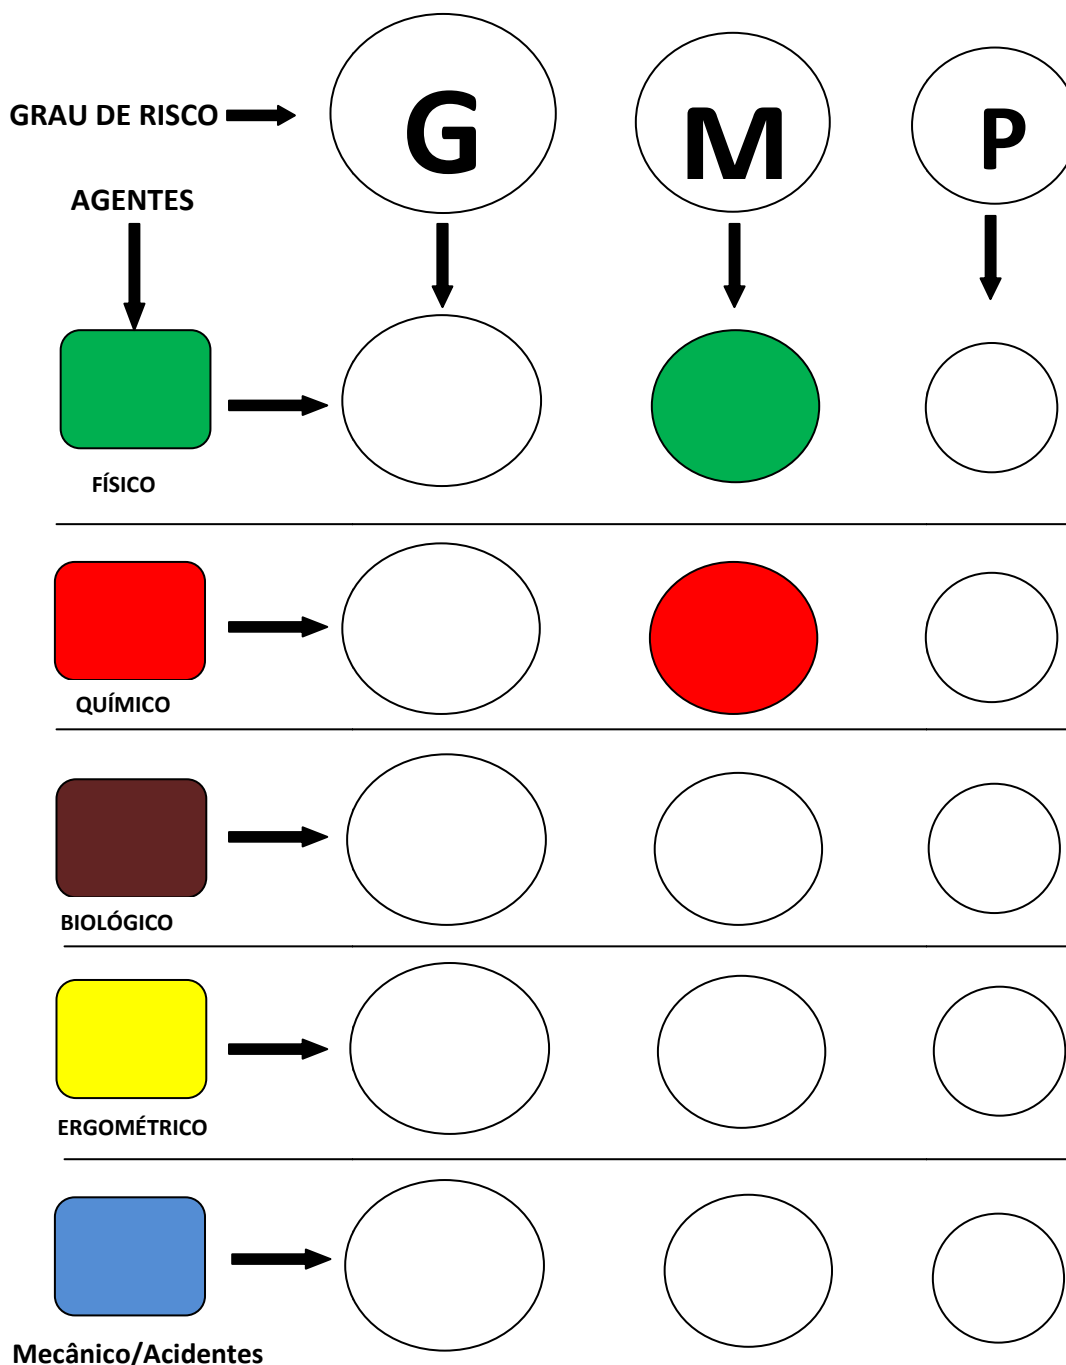 GRAU DE RISCO
G
M
P
AGENTES
FÍSICO
QUÍMICO
BIOLÓGICO
ERGOMÉTRICO
Mecânico/Acidentes